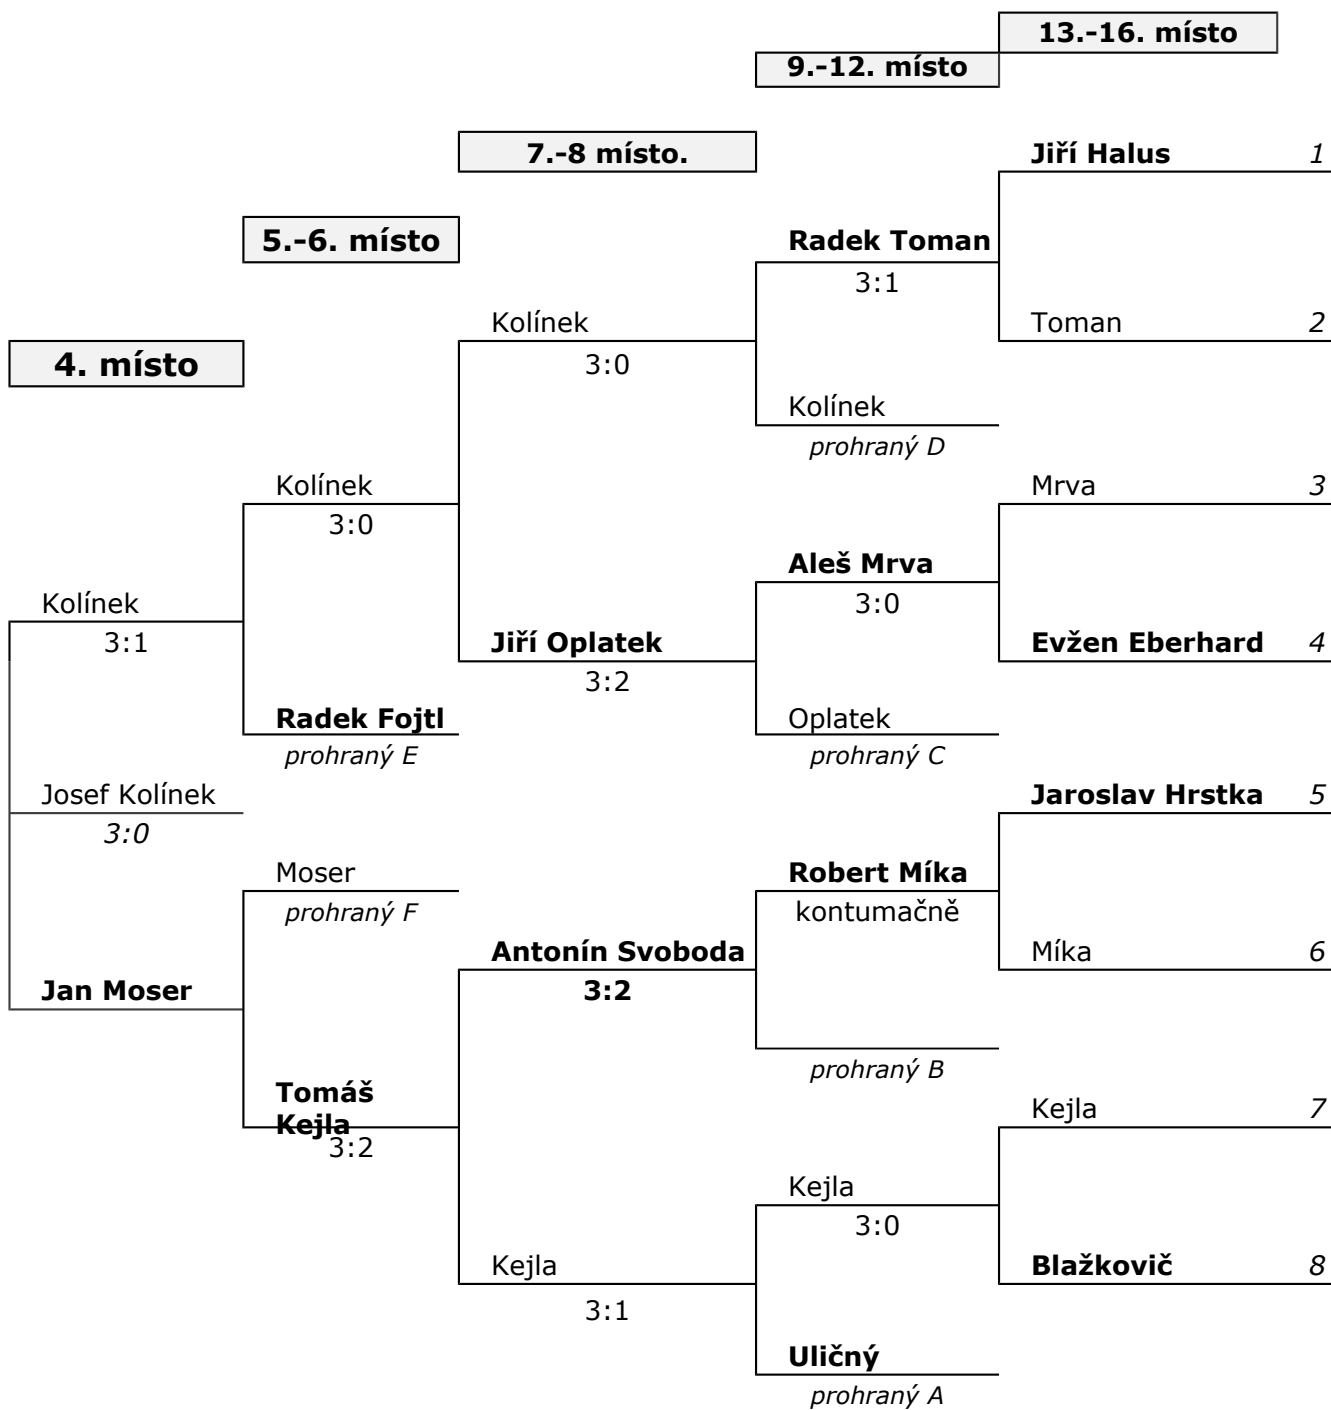 13.-16. místo
9.-12. místo
7.-8 místo.
Jiří Halus 1
5.-6. místo
Radek Toman
3:1
Kolínek
Toman 2
4. místo
3:0
Kolínek
prohraný D
Kolínek
Mrva 3
3:0
Aleš Mrva
Kolínek
3:0
3:1
Jiří Oplatek
Evžen Eberhard 4
3:2
Radek Fojtl
Oplatek
prohraný E
prohraný C
Josef Kolínek
Jaroslav Hrstka 5
3:0
Moser
Robert Míka
prohraný F
kontumačně
Antonín Svoboda
Míka 6
Jan Moser
3:2
prohraný B
Tomáš
Kejla
Kejla 7
3:2
Kejla
3:0
Kejla
Blažkovič 8
3:1
Uličný
prohraný A